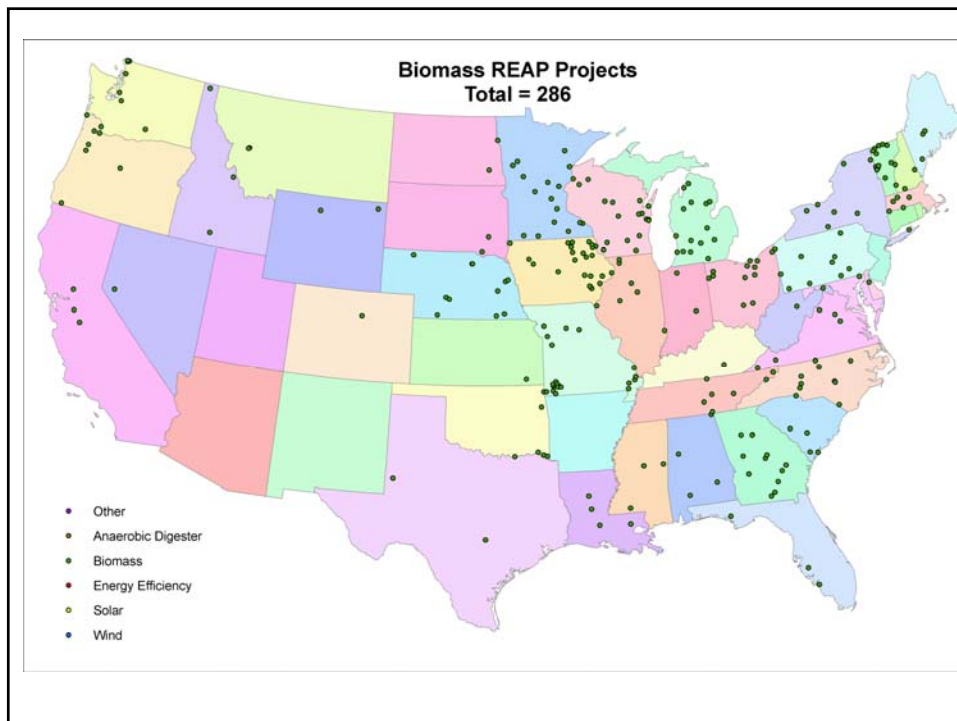 Biomass REAP Projects
Total = 286
Other
Anaerobic Digester
Biomass
Energy Efficiency
Solar
Wind